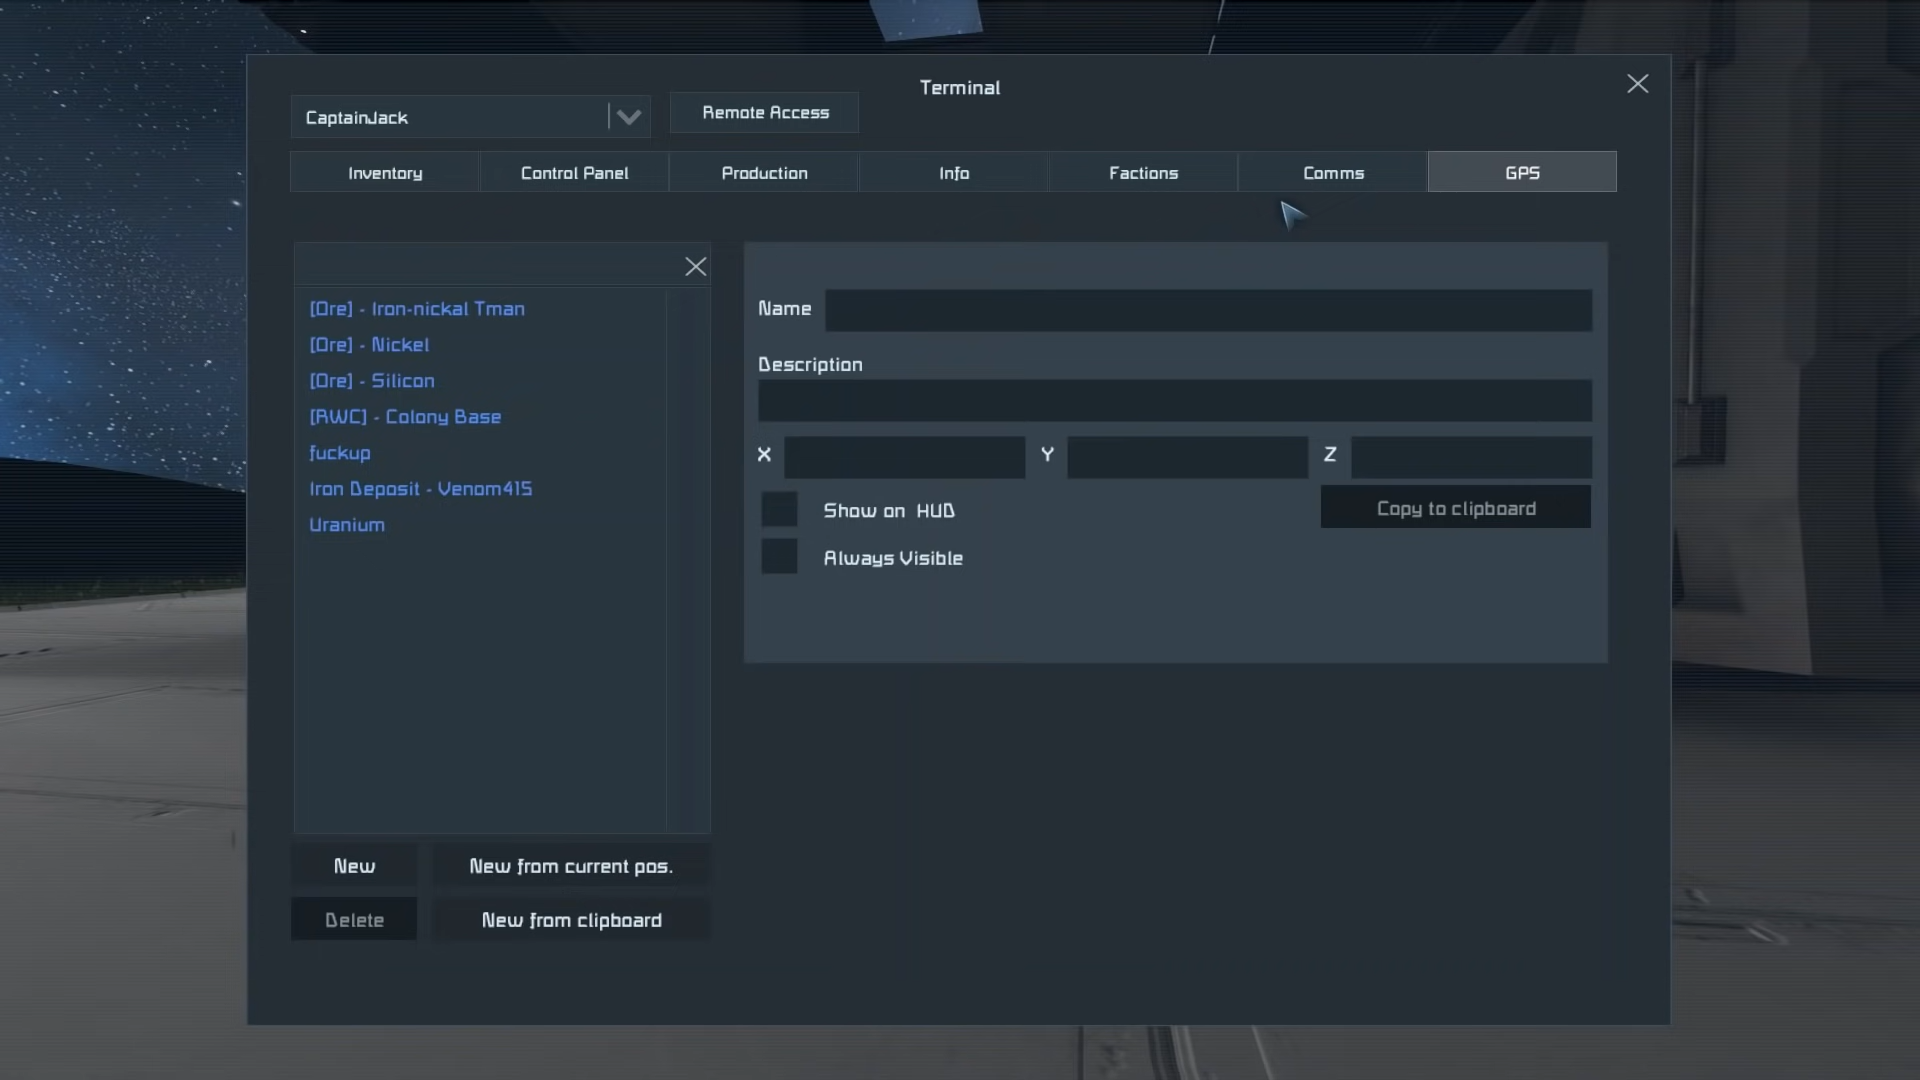 Terminal
CaptainJack
Remote Access
Inventory
Control Panel
Production
Info
Factions
Comms
GPS
[Ore] - Iron-nickal Tman
[Ore] - Nickel
[Ore] - Silicon
[RWC] - Colony Base
fuckup
Iron Deposit - Venom415
Uranium
New
New from current pos.
Delete
New from clipboard
Name
Description
X
Y
Z
Show on HUD
Copy to clipboard
Always Visible